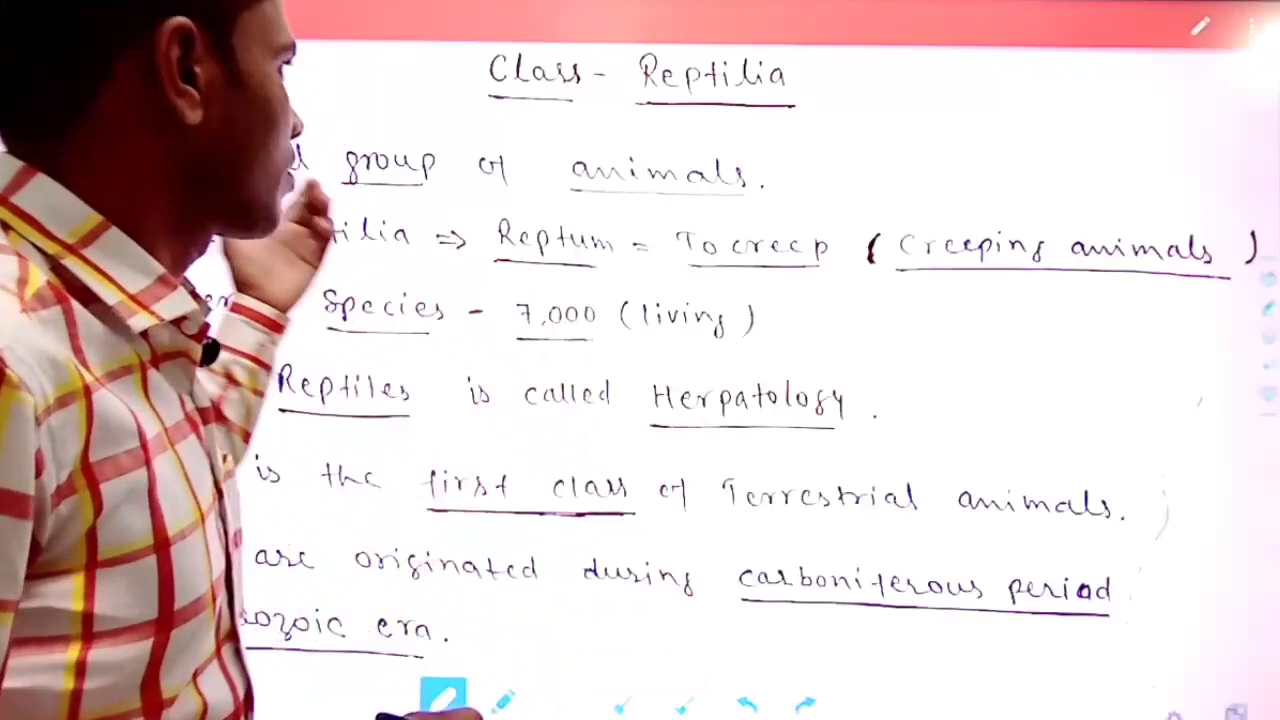 Class - Reptilia
group of animals.
tilia => Reptum = To creep ( Creeping animals )
Species - 7,000 (living)
Reptiles is called Herpatology.
is the first class of Terrestrial animals.
are originated during carboniferous period
ozoic era.